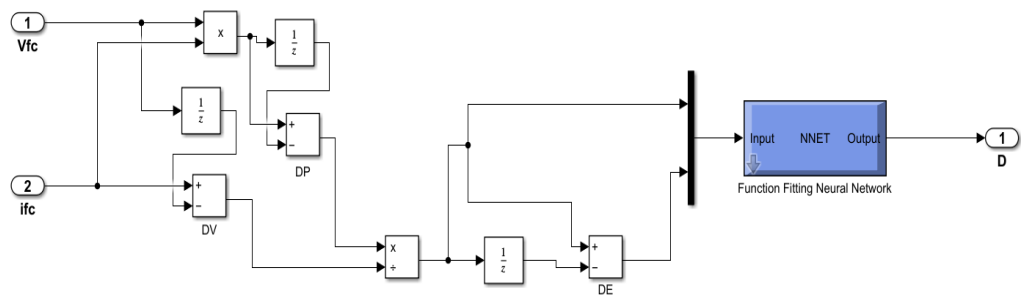 1
Vfc
x
1
z
1
z
+
−
DP
2
ifc
+
−
DV
x
÷
1
z
+
−
DE
Input NNET Output
Function Fitting Neural Network
1
D